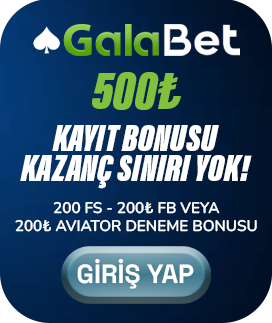 GalaBet
500₺
KAYIT BONUSU
KAZANÇ SINIRI YOK!
200 FS - 200₺ FB VEYA
200₺ AVIATOR DENEME BONUSU
GİRİŞ YAP